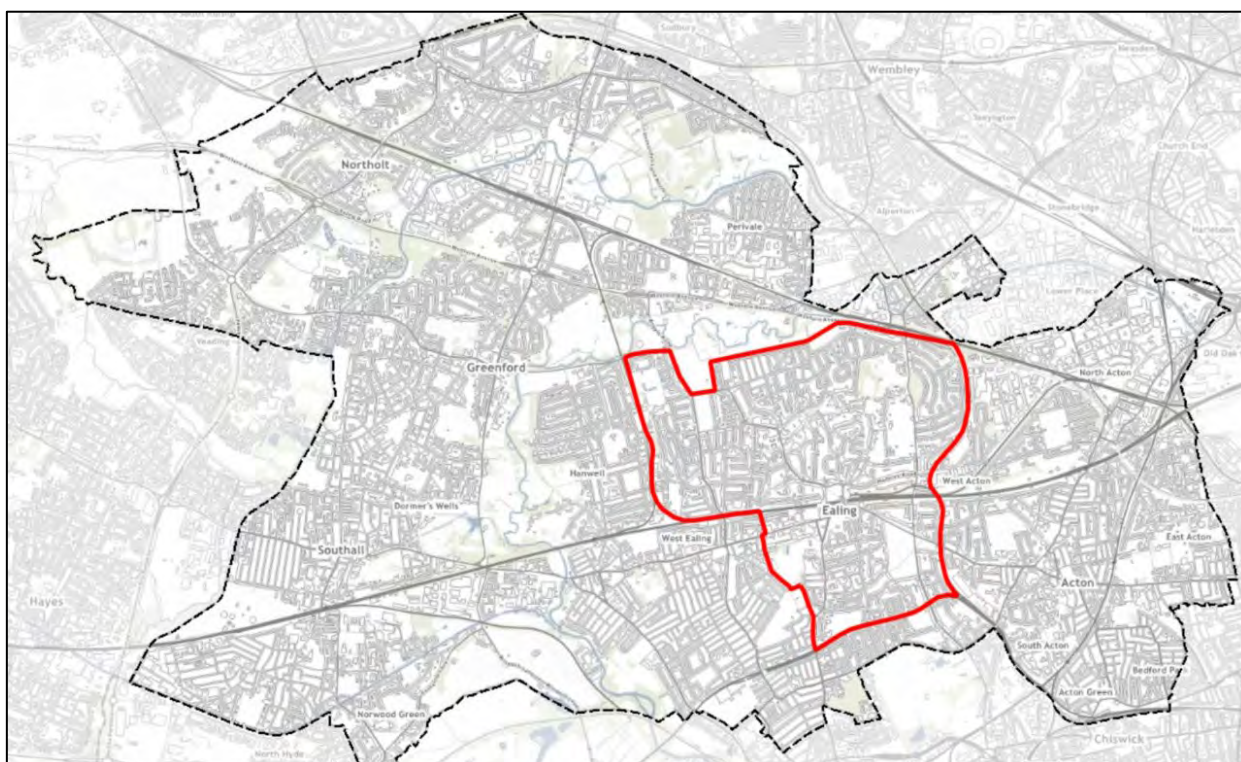 Sudbury
Neasden
Wembley
Tokyngton
Church End
Northolt
Stonebridge
Alperton
Harlesden
Perivale
Lower Place
Yeading
Greenford
Old Oak
North Acton
Hanwell
West Acton
Dormer's Wells
Ealing
West Ealing
East Acton
Southall
Acton
Hayes
South Acton
Bedford Park
Acton Green
Norwood Green
Chiswick
North Hyde